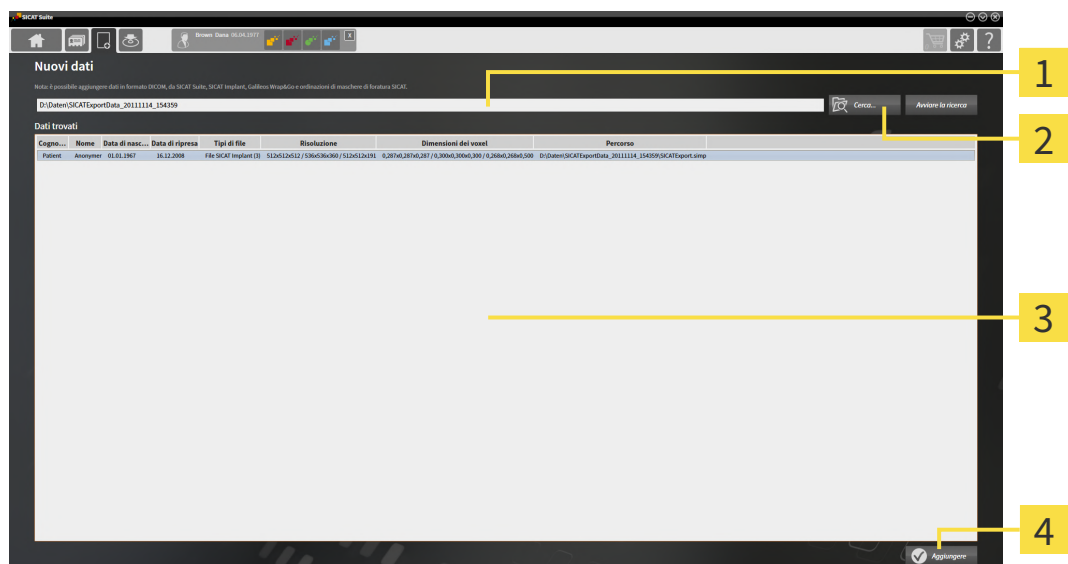 SICAT Suite
Brown Dana 06.04.1977
X
?
Nuovi dati
Nota: è possibile aggiungere dati in formato DICOM, da SICAT Suite, SICAT Implant, Galileos Wrap&Go e ordinazioni di maschere di foratura SICAT.
1
D:\Daten\SICATExportData_20111114_154359
Cerca...
Avviare la ricerca
2
Dati trovati
Cogno... Nome Data di nasc... Data di ripresa Tipi di file Risoluzione Dimensioni dei voxel Percorso
Patient Anonymer 01.01.1967 16.12.2008 File SICAT Implant (3) 512x512x512 / 536x536x360 / 512x512x191 0,287x0,287x0,287 / 0,300x0,300x0,300 / 0,268x0,268x0,500 D:\Daten\SICATExportData_20111114_154359\SICATExport.simp
3
4
Aggiungere